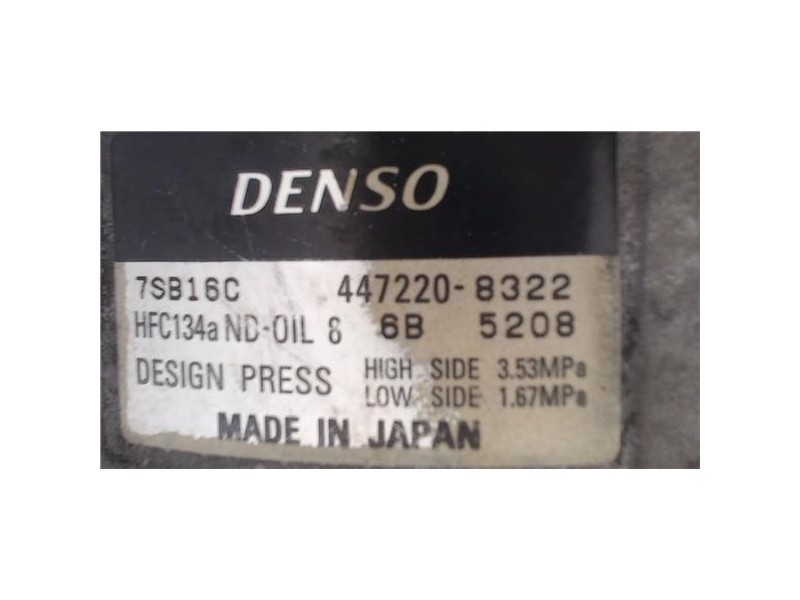 DENSO
7SB16C 447220-8322
HFC134a ND-OIL 8 6B 5208
DESIGN PRESS HIGH SIDE 3.53MPa
LOW SIDE 1.67MPa
MADE IN JAPAN